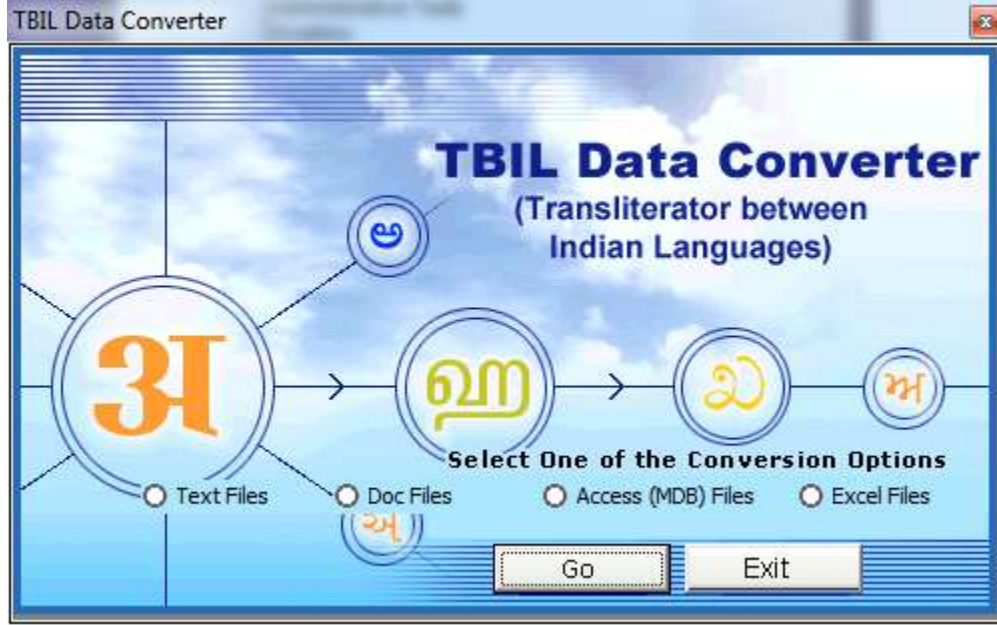 TBIL Data Converter
TBIL Data Converter
(Transliterator between
Indian Languages)
ಅ
अ
ஹ
ಖ
ਅ
Select One of the Conversion Options
Text Files
Doc Files
Access (MDB) Files
Excel Files
અ
Go
Exit